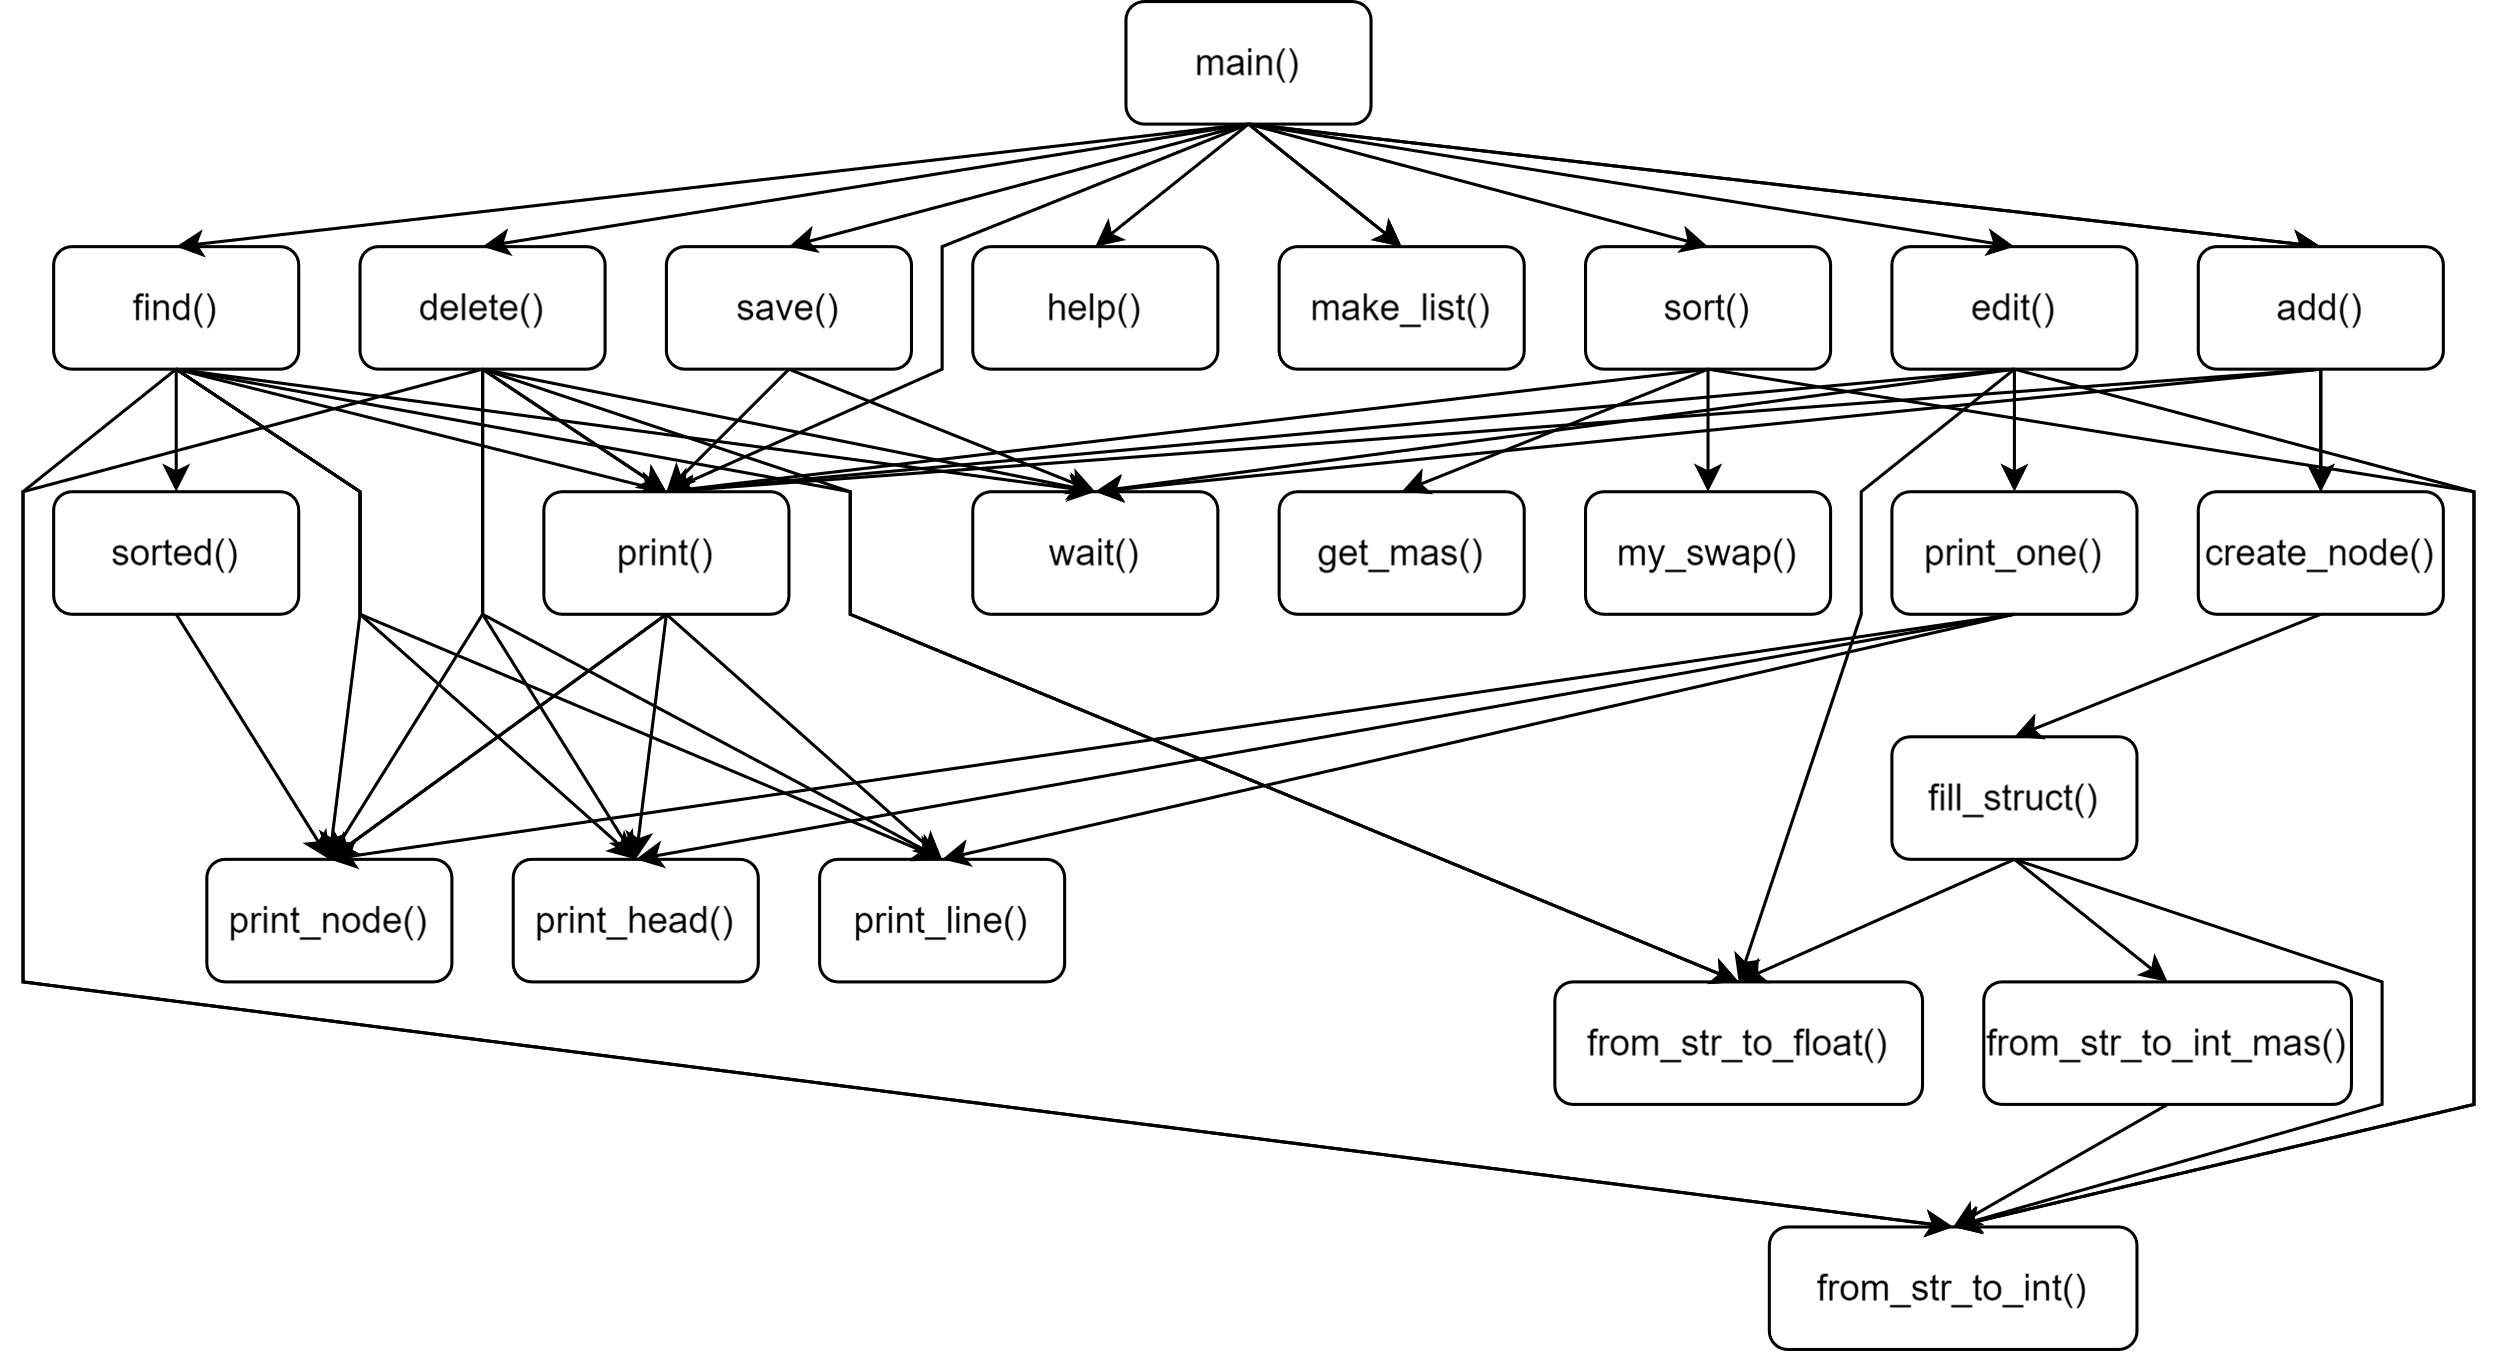 main()
find()
delete()
save()
help()
make_list()
sort()
edit()
add()
sorted()
print()
wait()
get_mas()
my_swap()
print_one()
create_node()
fill_struct()
print_node()
print_head()
print_line()
from_str_to_float()
from_str_to_int_mas()
from_str_to_int()